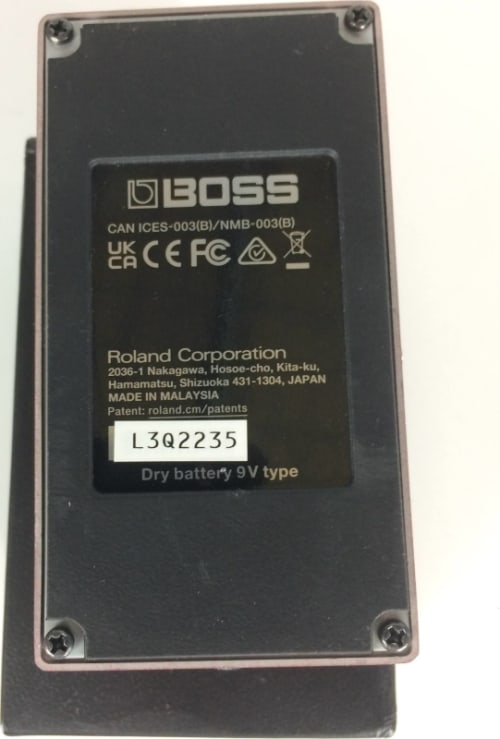 BOSS
CAN ICES-003(B)/NMB-003(B)
UK CA CE FC
Roland Corporation
2036-1 Nakagawa, Hosoe-cho, Kita-ku,
Hamamatsu, Shizuoka 431-1304, JAPAN
MADE IN MALAYSIA
Patent: roland.cm/patents
L3Q2235
Dry battery 9V type